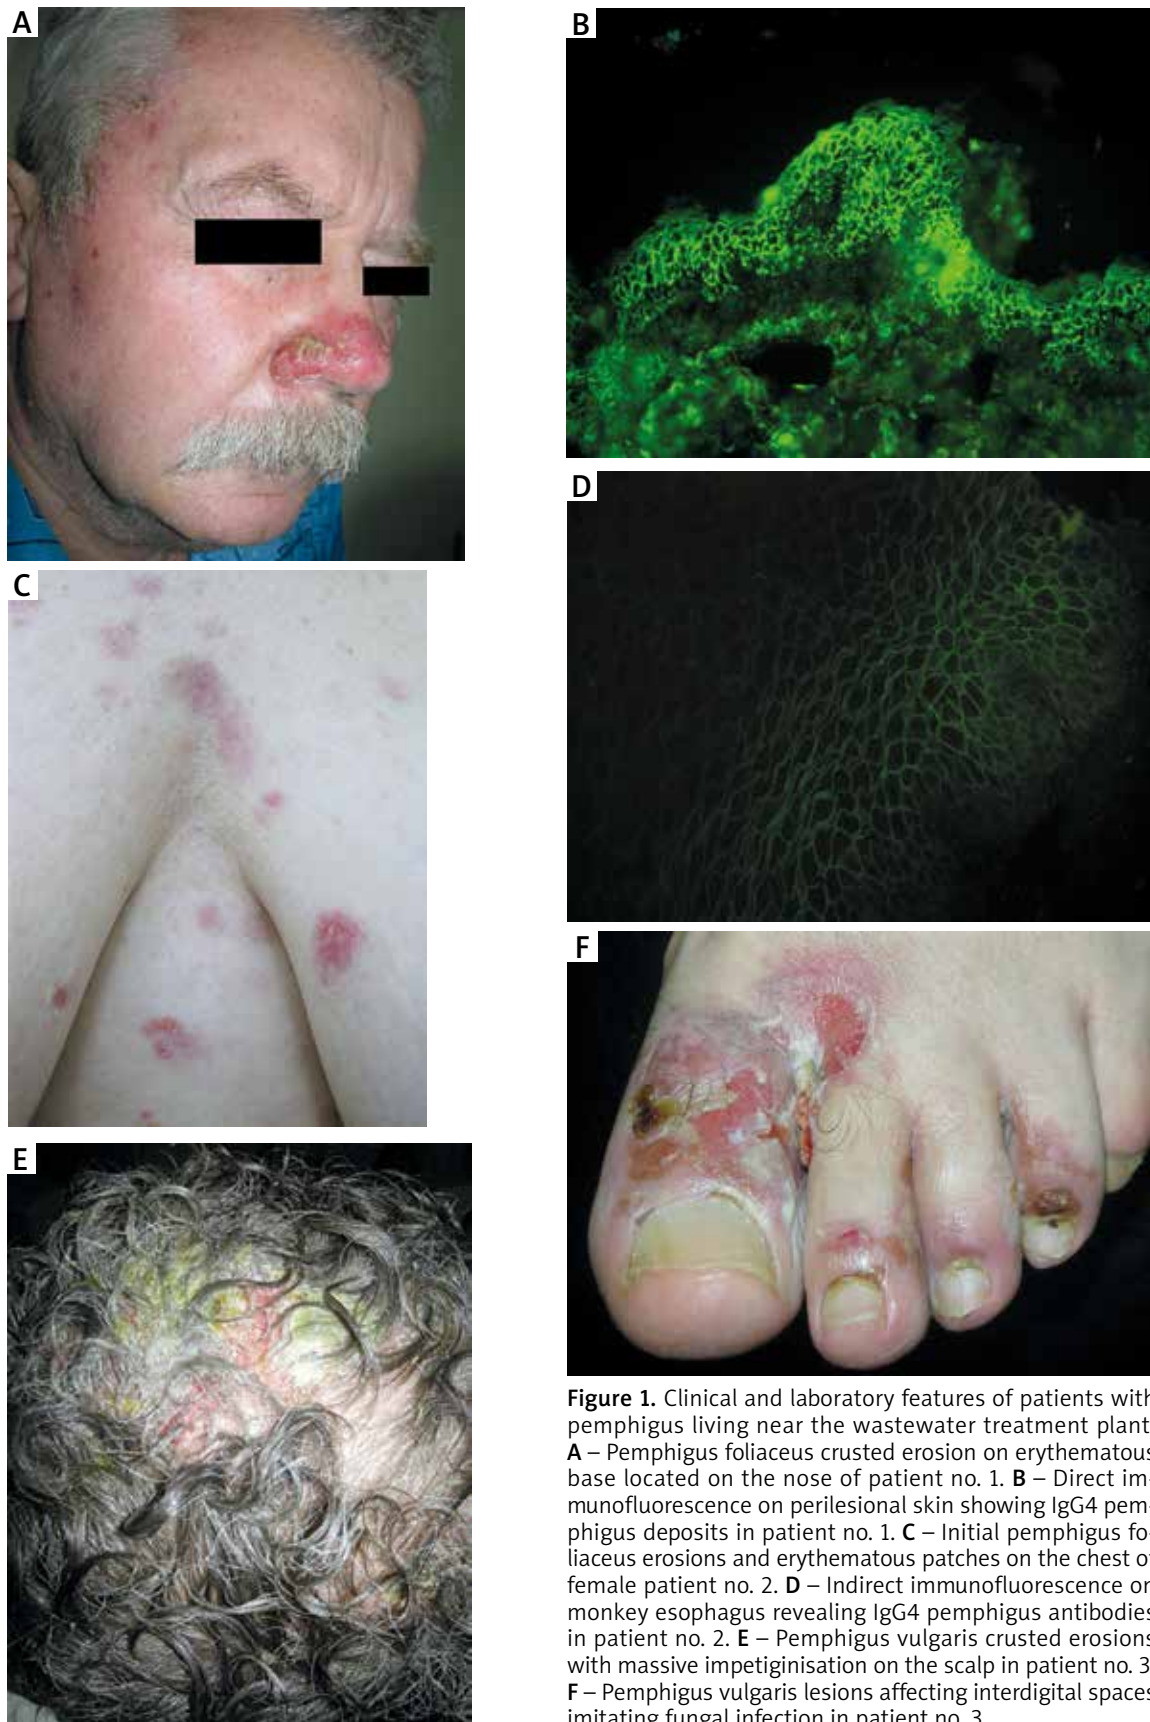 A
B
C
D
E
F
Figure 1. Clinical and laboratory features of patients with
pemphigus living near the wastewater treatment plant
A – Pemphigus foliaceus crusted erosion on erythematous
base located on the nose of patient no. 1. B – Direct im-
munofluorescence on perilesional skin showing IgG4 pem-
phigus deposits in patient no. 1. C – Initial pemphigus fo-
liaceus erosions and erythematous patches on the chest of
female patient no. 2. D – Indirect immunofluorescence on
monkey esophagus revealing IgG4 pemphigus antibodies
in patient no. 2. E – Pemphigus vulgaris crusted erosions
with massive impetiginisation on the scalp in patient no. 3
F – Pemphigus vulgaris lesions affecting interdigital spaces
imitating fungal infection in patient no. 3